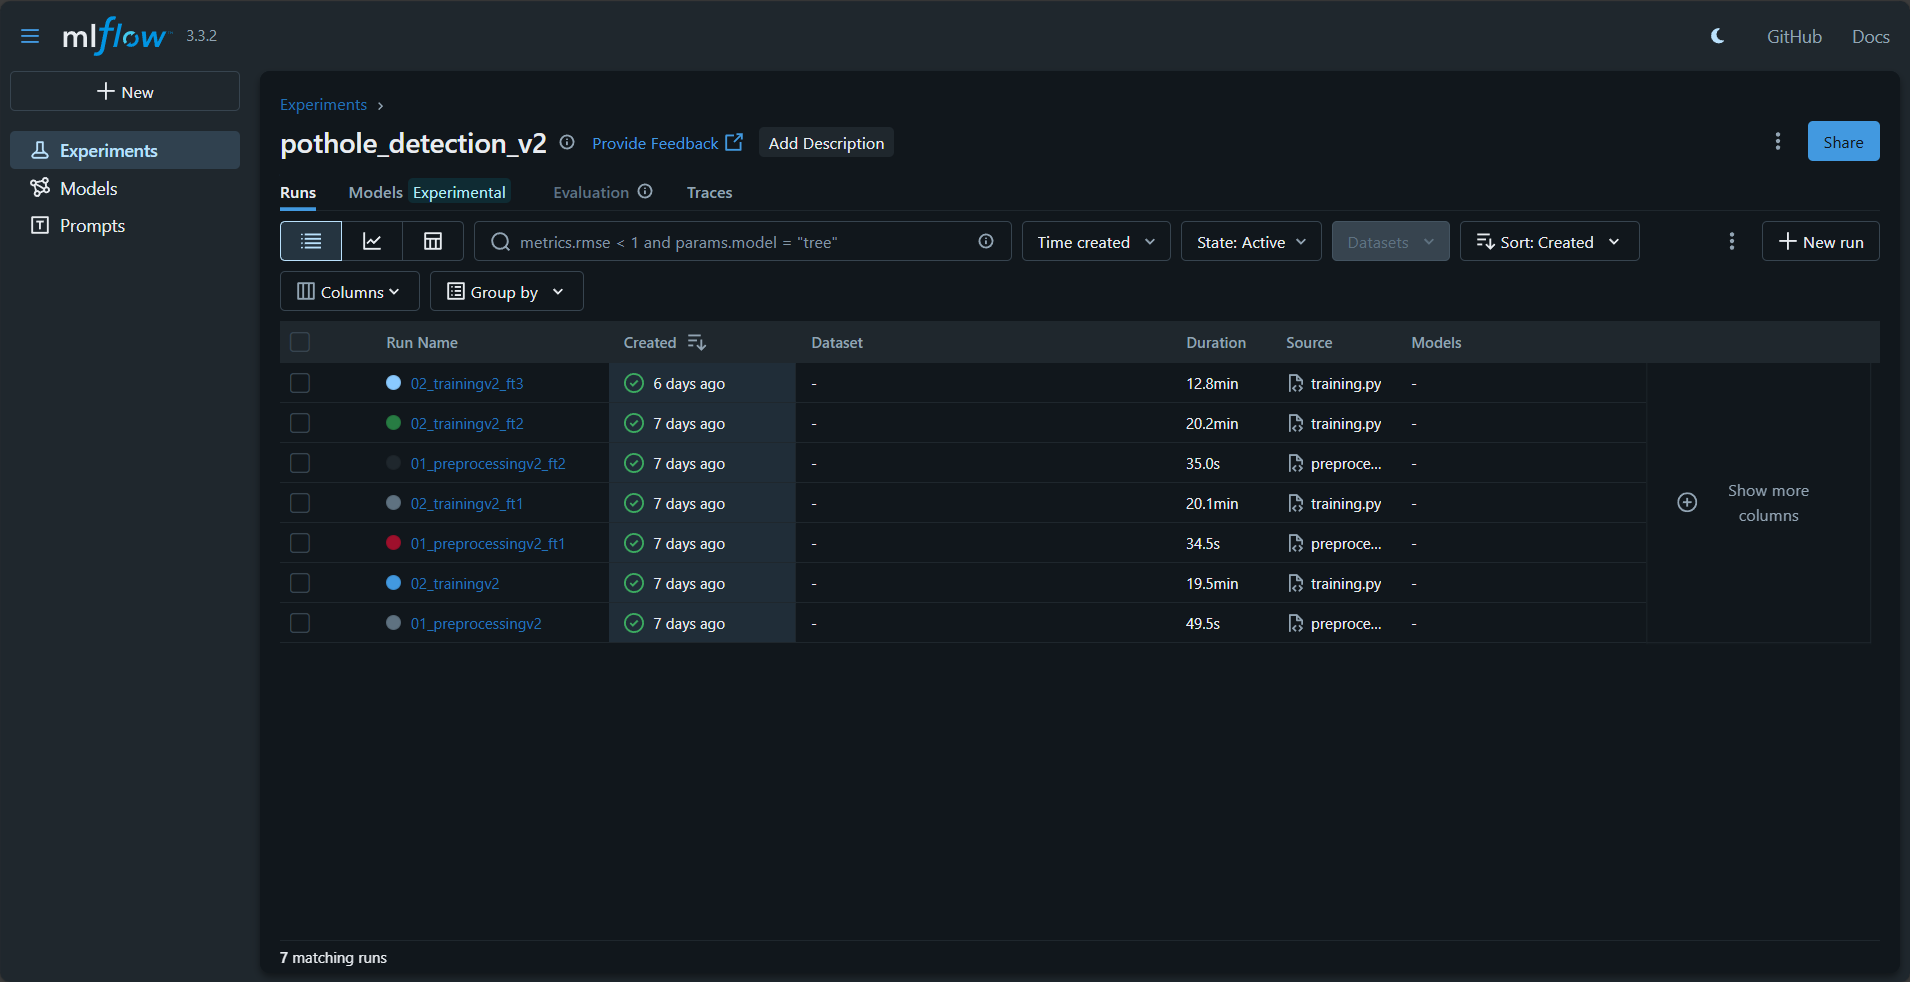 mlflow 3.3.2
GitHub Docs
New
Experiments
Models
Prompts
Experiments
pothole_detection_v2 Provide Feedback Add Description
Share
Runs Models Experimental Evaluation Traces
metrics.rmse < 1 and params.model = "tree" Time created State: Active Datasets Sort: Created New run
Columns Group by
Run Name Created Dataset Duration Source Models
02_trainingv2_ft3 6 days ago - 12.8min training.py -
02_trainingv2_ft2 7 days ago - 20.2min training.py -
01_preprocessingv2_ft2 7 days ago - 35.0s preproce... -
02_trainingv2_ft1 7 days ago - 20.1min training.py -
01_preprocessingv2_ft1 7 days ago - 34.5s preproce... -
02_trainingv2 7 days ago - 19.5min training.py -
01_preprocessingv2 7 days ago - 49.5s preproce... -
Show more
columns
7 matching runs